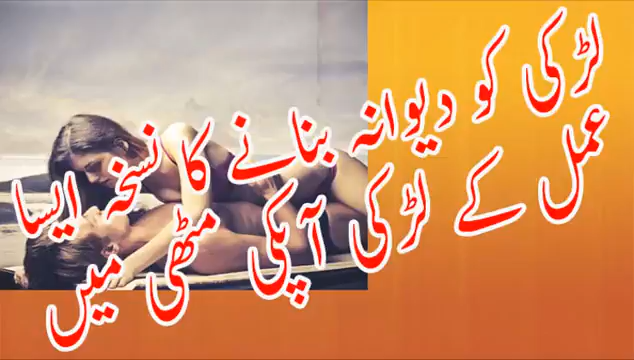 لڑکی کو دیوانہ بنانے کا نسخہ ایسا
عمل کے لڑکی آپکی مٹھی میں